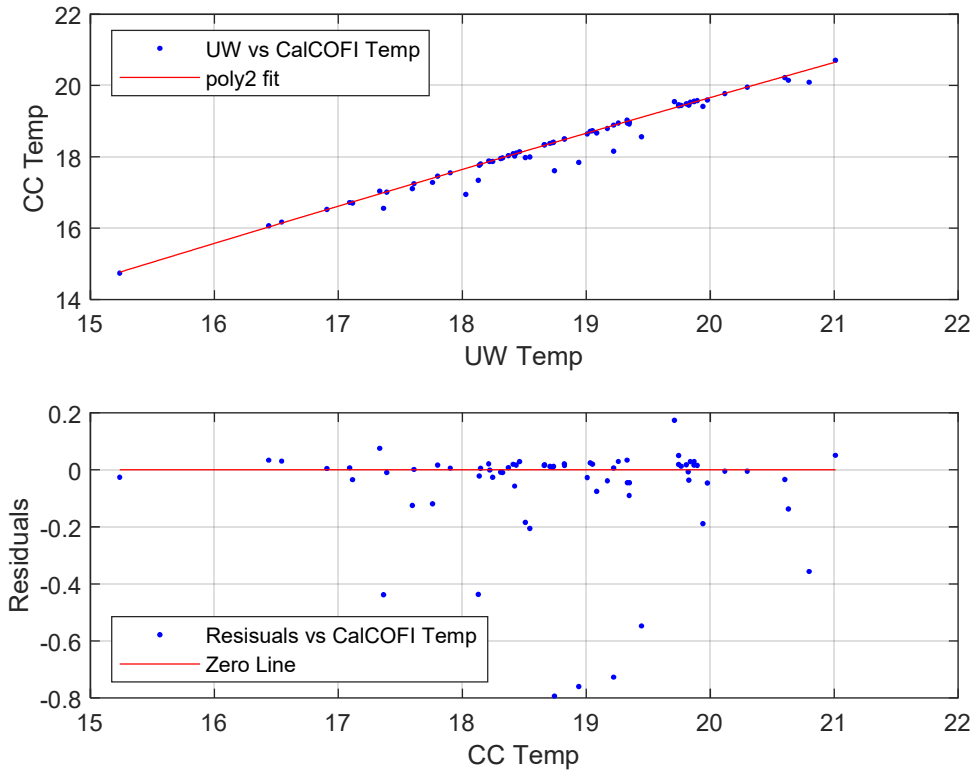 22
20
18
16
14
CC Temp
UW vs CalCOFI Temp
poly2 fit
15 16 17 18 19 20 21 22
UW Temp
0.2
0
-0.2
-0.4
-0.6
-0.8
Residuals
Resisuals vs CalCOFI Temp
Zero Line
15 16 17 18 19 20 21 22
CC Temp